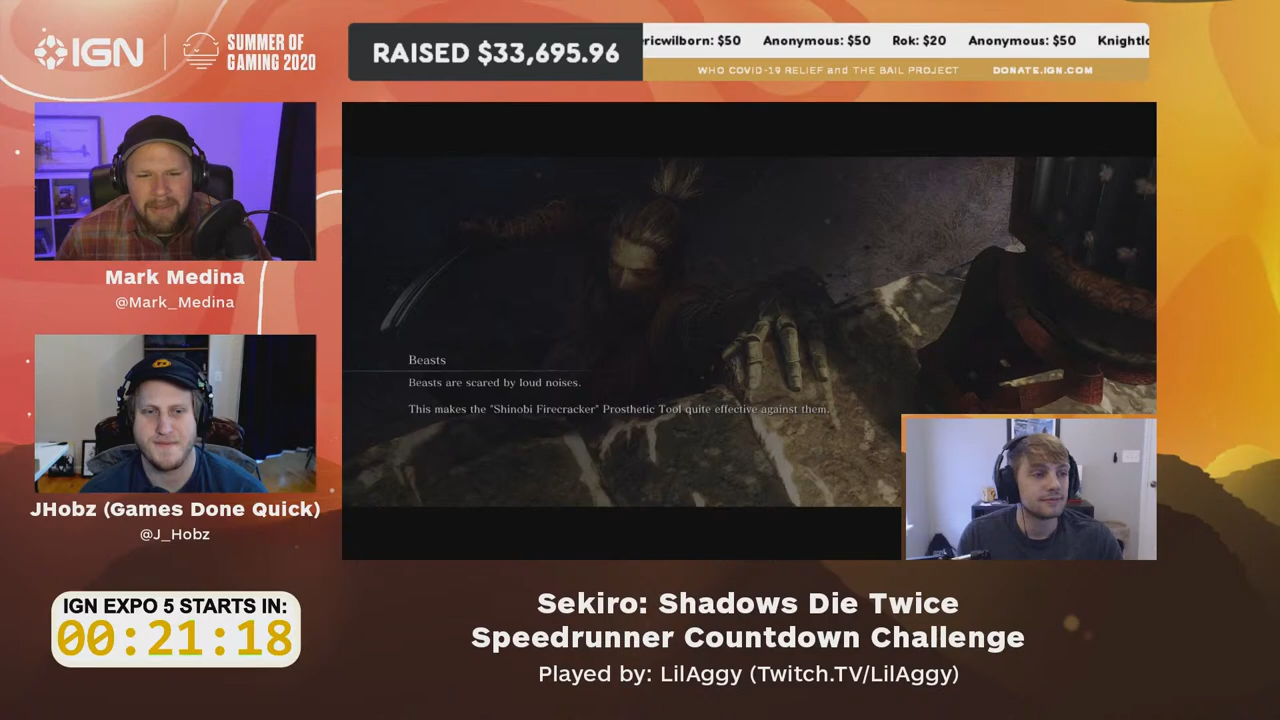 IGN
SUMMER OF
GAMING 2020
RAISED $33,695.96
ricwilborn: $50 Anonymous: $50 Rok: $20 Anonymous: $50
WHO COVID-19 RELIEF and THE BAIL PROJECT DONATE.IGN.COM
Mark Medina
@Mark_Medina
JHobz (Games Done Quick)
@J_Hobz
IGN EXPO 5 STARTS IN:
00:21:18
Beasts
Beasts are scared by loud noises.
This makes the "Shinobi Firecracker" Prosthetic Tool quite effective against them.
Sekiro: Shadows Die Twice
Speedrunner Countdown Challenge
Played by: LilAggy (Twitch.TV/LilAggy)